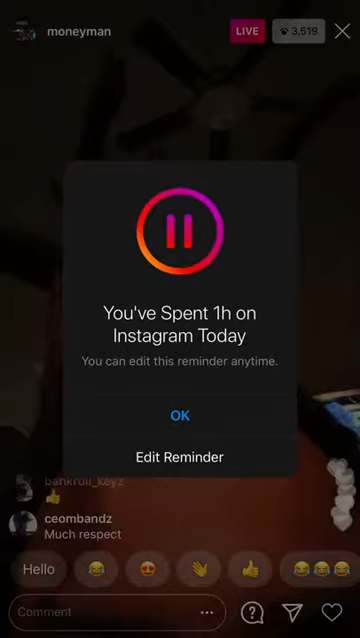 moneyman
LIVE
3,519
You've Spent 1h on
Instagram Today
You can edit this reminder anytime.
OK
Edit Reminder
bankroll_keyz
👍
ceombandz
Much respect
Hello 😂 😍 👋 👍 😂😂😂
Comment